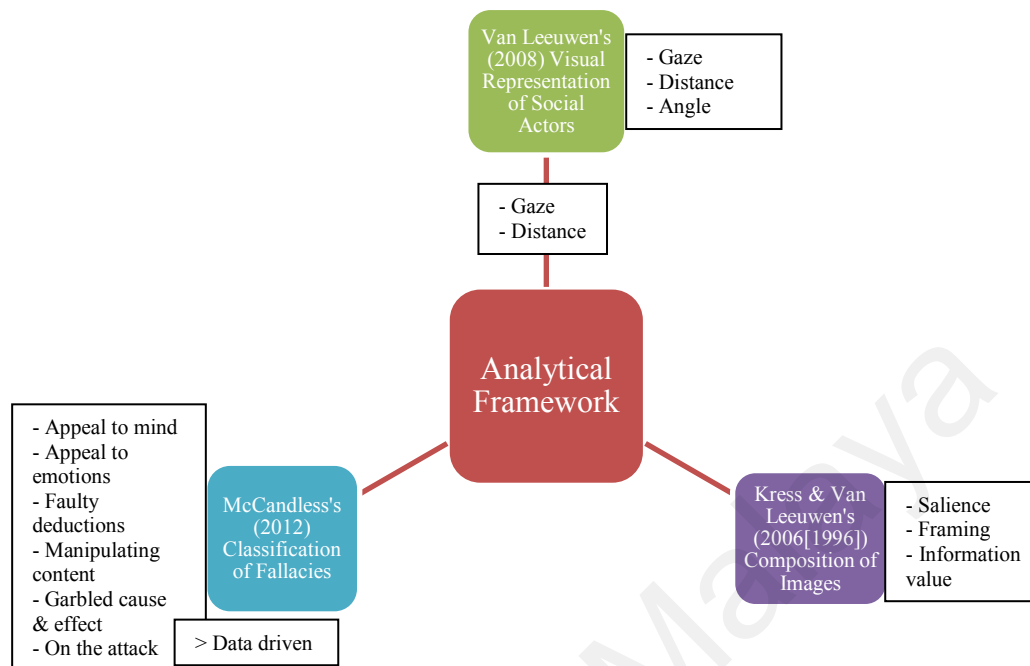 Van Leeuwen's
(2008) Visual
Representation
of Social
Actors
- Gaze
- Distance
- Angle
- Gaze
- Distance
Analytical
Framework
- Appeal to mind
- Appeal to
emotions
- Faulty
deductions
- Manipulating
content
- Garbled cause
& effect
- On the attack
McCandless's
(2012)
Classification
of Fallacies
> Data driven
Kress & Van
Leeuwen's
(2006[1996])
Composition of
Images
- Salience
- Framing
- Information
value
Malaya